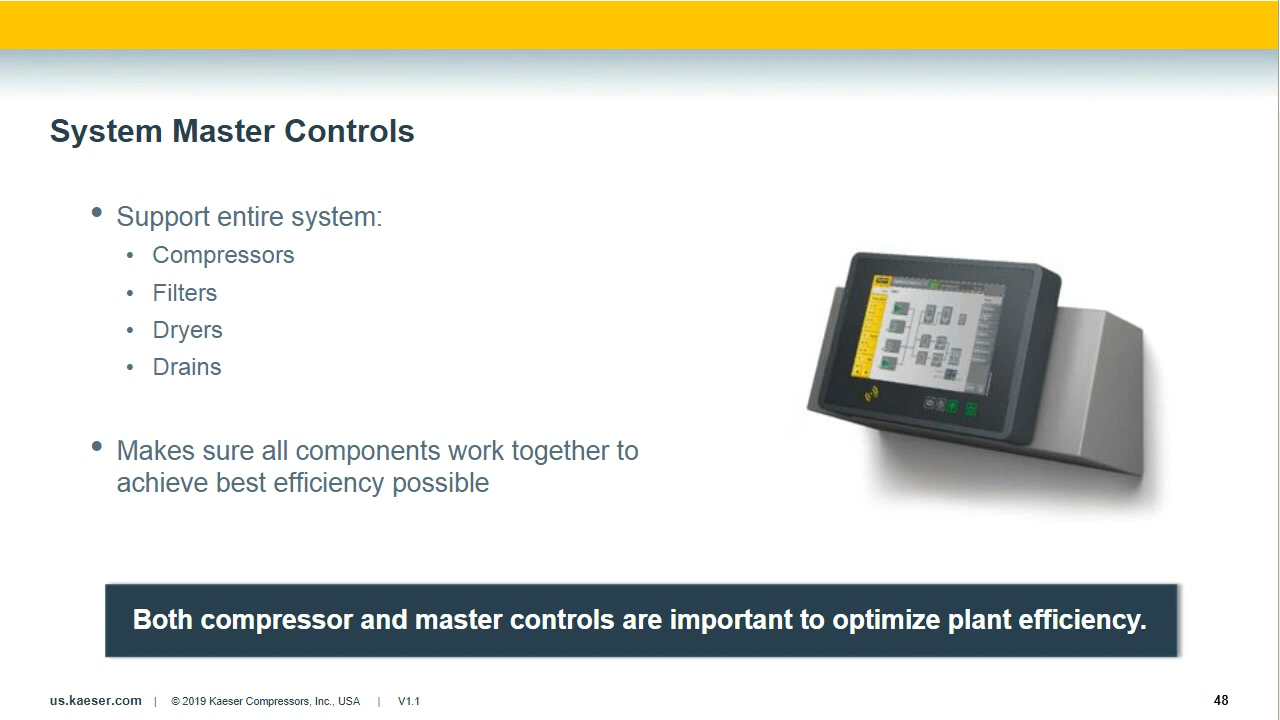 System Master Controls
• Support entire system:
• Compressors
• Filters
• Dryers
• Drains
• Makes sure all components work together to
achieve best efficiency possible
Both compressor and master controls are important to optimize plant efficiency.
us.kaeser.com | © 2019 Kaeser Compressors, Inc., USA | V1.1 48